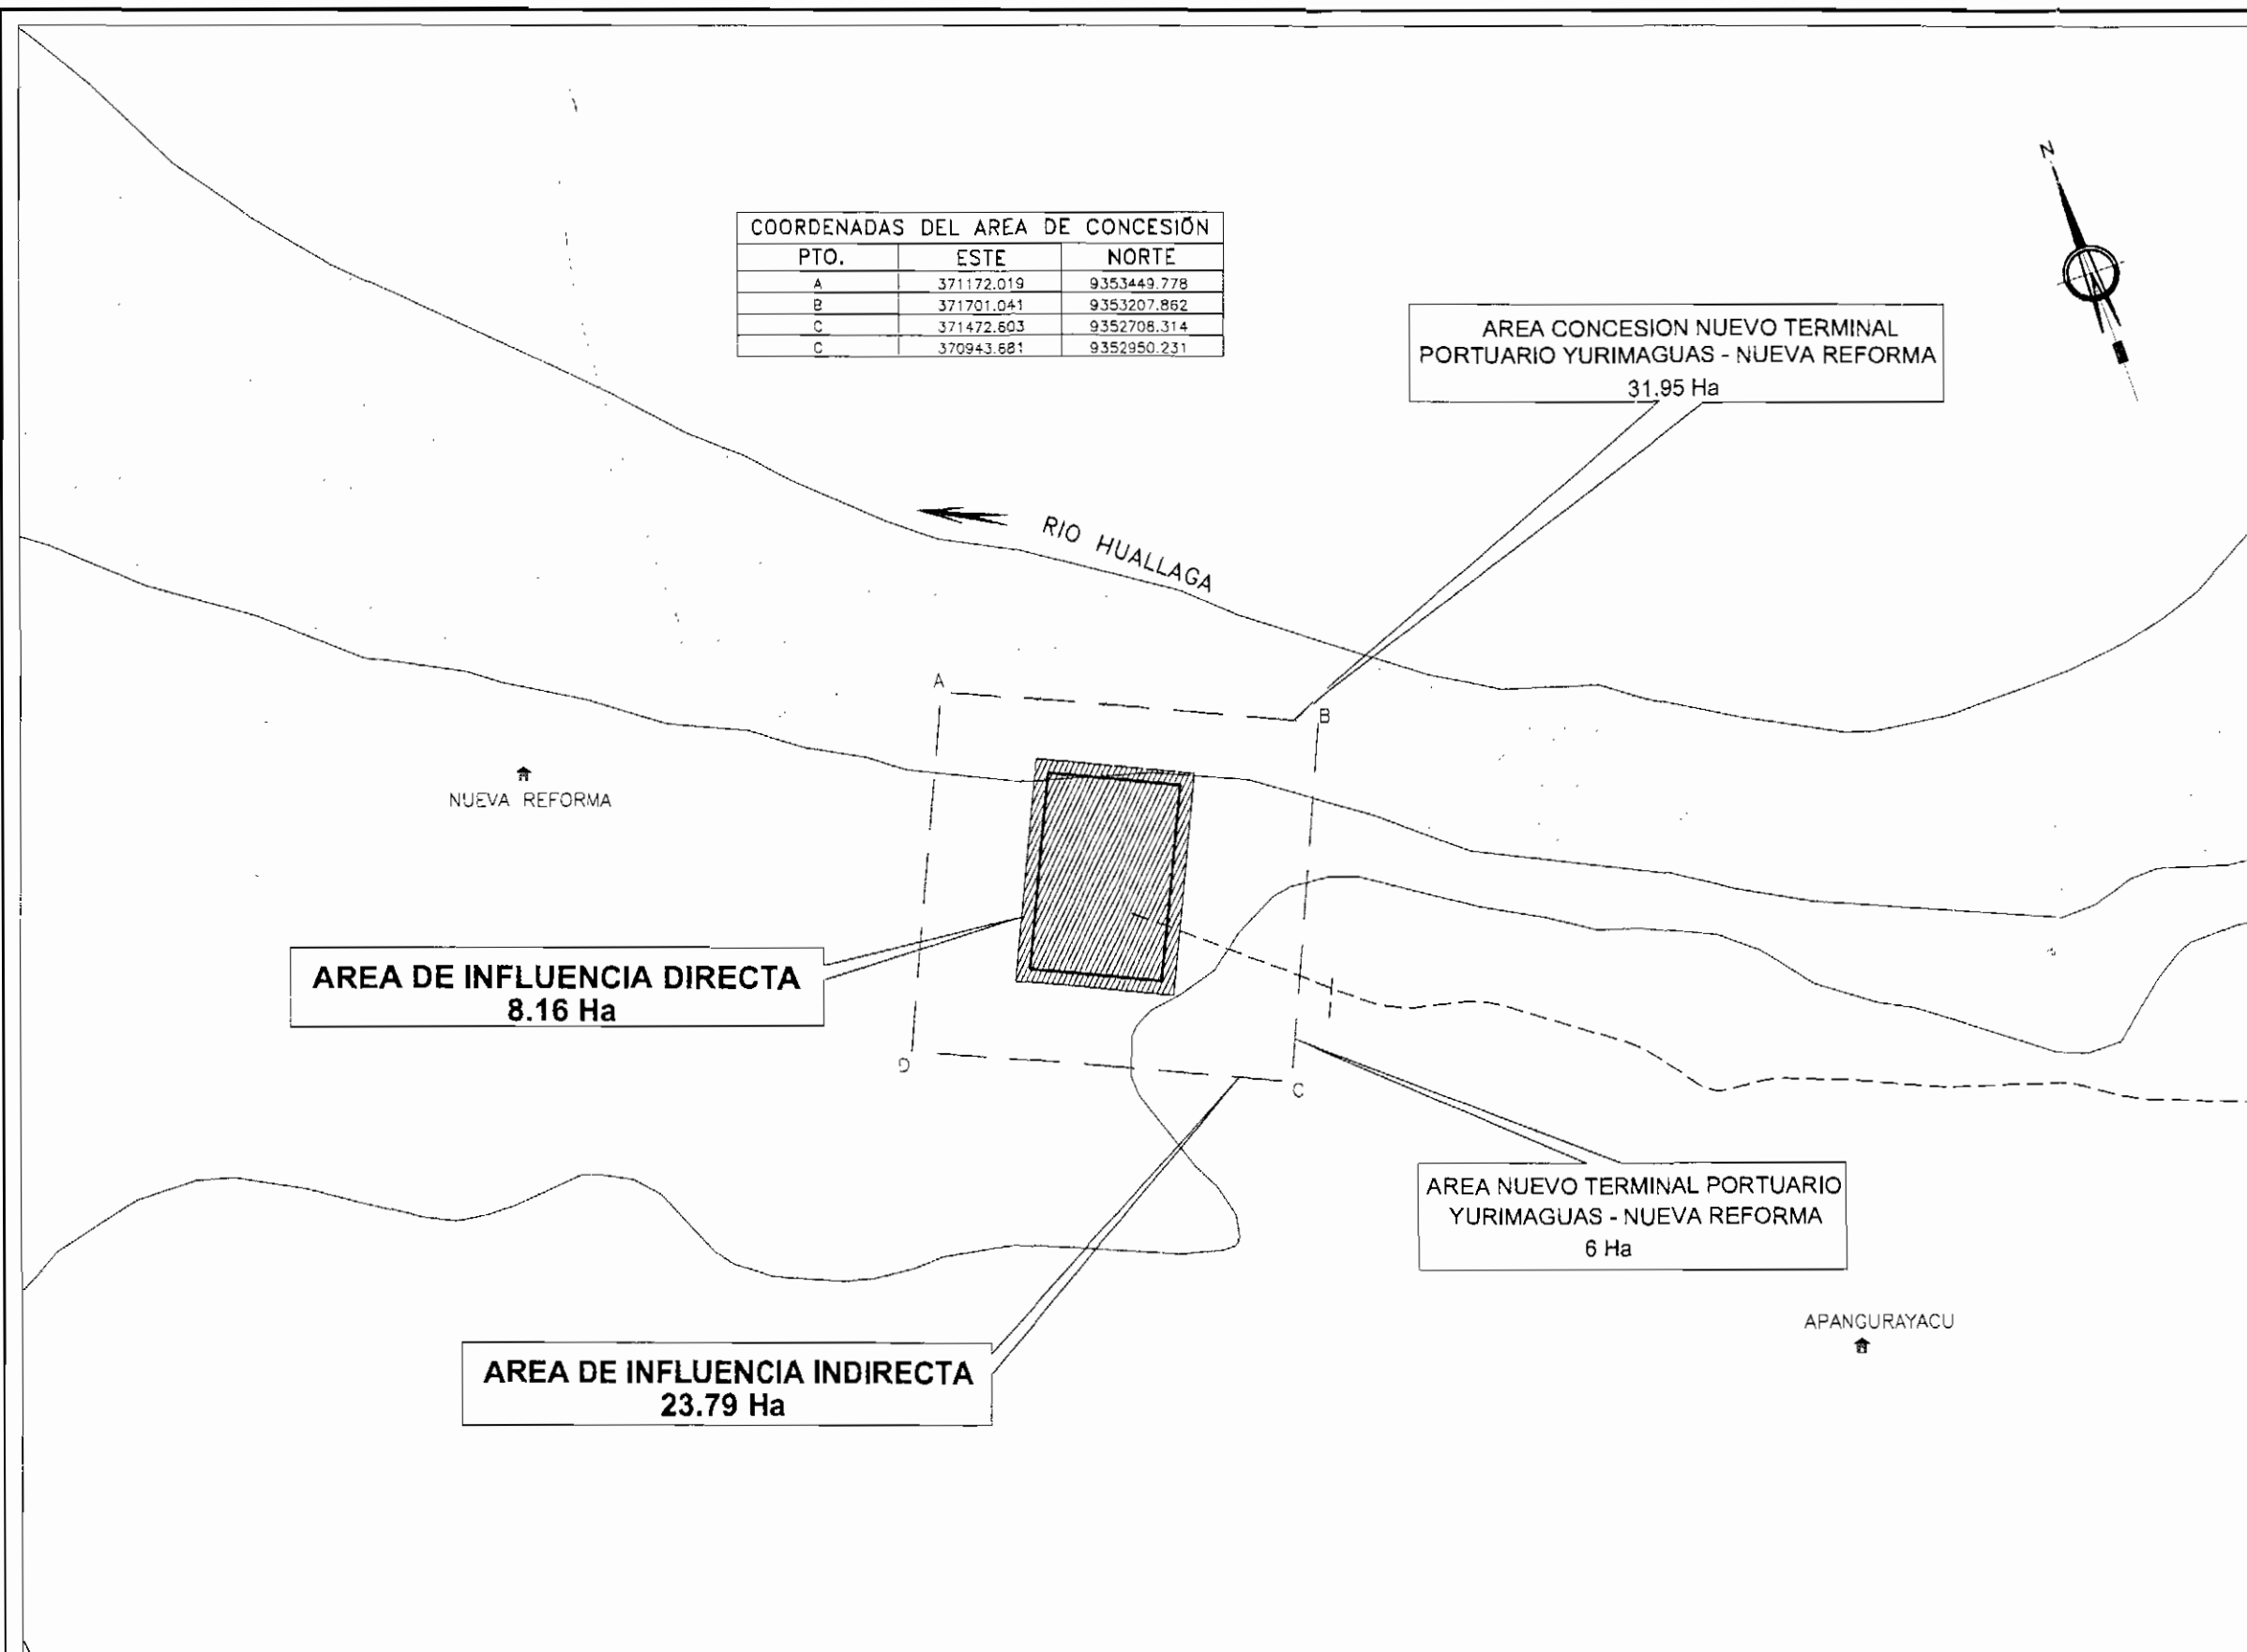 N
COORDENADAS DEL AREA DE CONCESIÓN
PTO. ESTE NORTE
A 371172.019 9353449.778
B 371701.041 9353207.862
C 371472.603 9352708.314
C 370943.681 9352950.231
AREA CONCESION NUEVO TERMINAL
PORTUARIO YURIMAGUAS - NUEVA REFORMA
31.95 Ha
RIO HUALLAGA
A
B
NUEVA REFORMA
AREA DE INFLUENCIA DIRECTA
8.16 Ha
D
C
AREA NUEVO TERMINAL PORTUARIO
YURIMAGUAS - NUEVA REFORMA
6 Ha
APANGURAYACU
AREA DE INFLUENCIA INDIRECTA
23.79 Ha